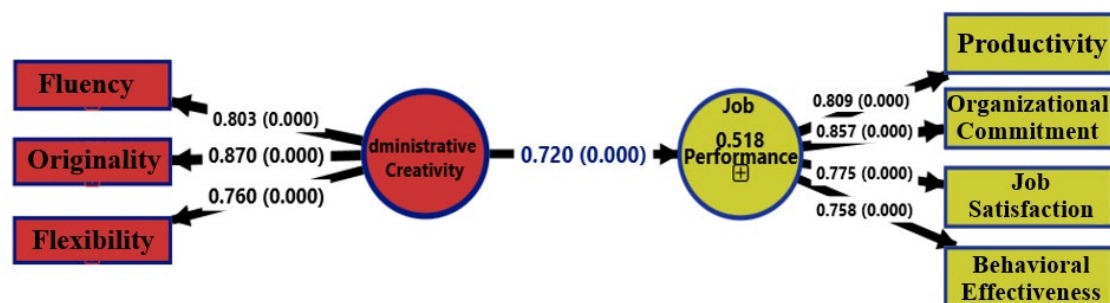 Fluency
0.803 (0.000)
Originality
0.870 (0.000)
0.760 (0.000)
Flexibility
dministrative
Creativity
0.720 (0.000)
Job
0.518
Performance
0.809 (0.000)
0.857 (0.000)
0.775 (0.000)
0.758 (0.000)
Productivity
Organizational
Commitment
Job
Satisfaction
Behavioral
Effectiveness